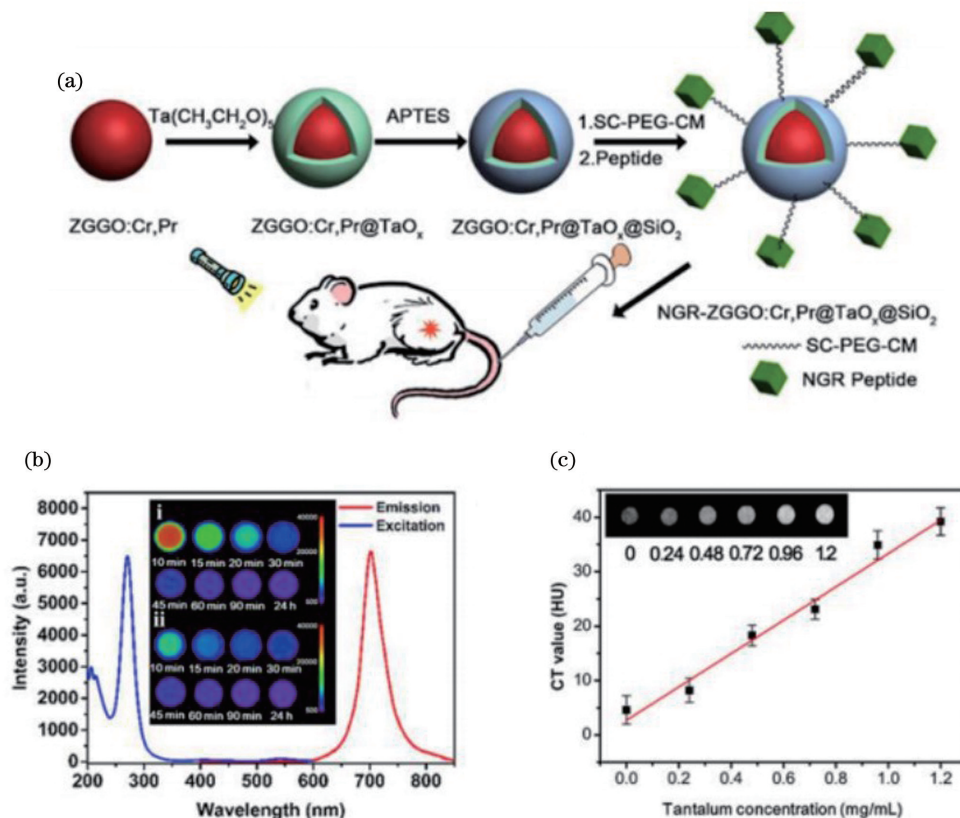 (a)
Ta(CH₃CH₂O)₅
APTES
1.SC-PEG-CM
2.Peptide
ZGGO:Cr,Pr
ZGGO:Cr,Pr@TaOₓ
ZGGO:Cr,Pr@TaOₓ@SiO₂
NGR-ZGGO:Cr,Pr@TaOₓ@SiO₂
SC-PEG-CM
NGR Peptide
(b)
8000
7000
6000
5000
4000
3000
2000
1000
0
Intensity (a.u.)
200 300 400 500 600 700 800
Wavelength (nm)
Emission
Excitation
i
10 min 15 min 20 min 30 min
45 min 60 min 90 min 24 h
40000
20000
600
ii
10 min 15 min 20 min 30 min
45 min 60 min 90 min 24 h
40000
20000
500
(c)
40
30
20
10
0
CT value (HU)
0 0.24 0.48 0.72 0.96 1.2
0.0 0.2 0.4 0.6 0.8 1.0 1.2
Tantalum concentration (mg/mL)